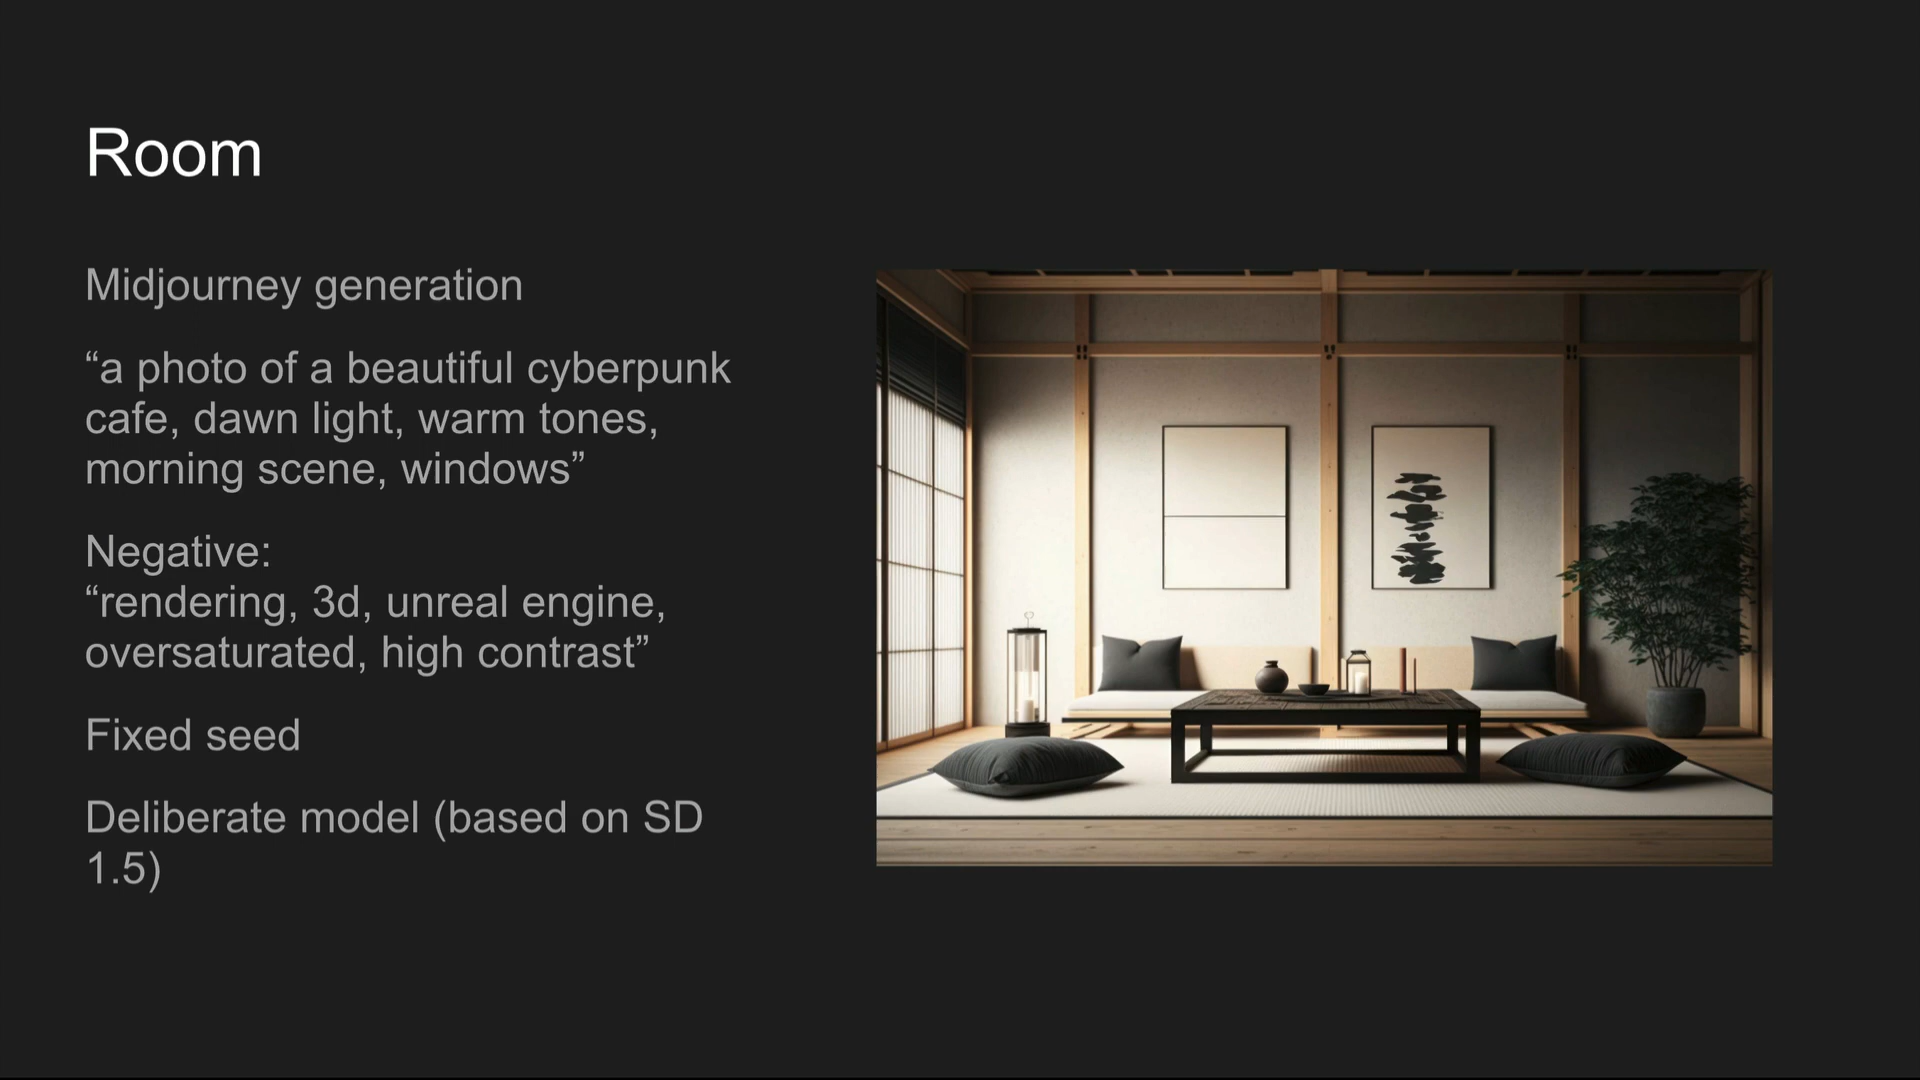 Room
Midjourney generation
“a photo of a beautiful cyberpunk
cafe, dawn light, warm tones,
morning scene, windows”
Negative:
“rendering, 3d, unreal engine,
oversaturated, high contrast”
Fixed seed
Deliberate model (based on SD
1.5)